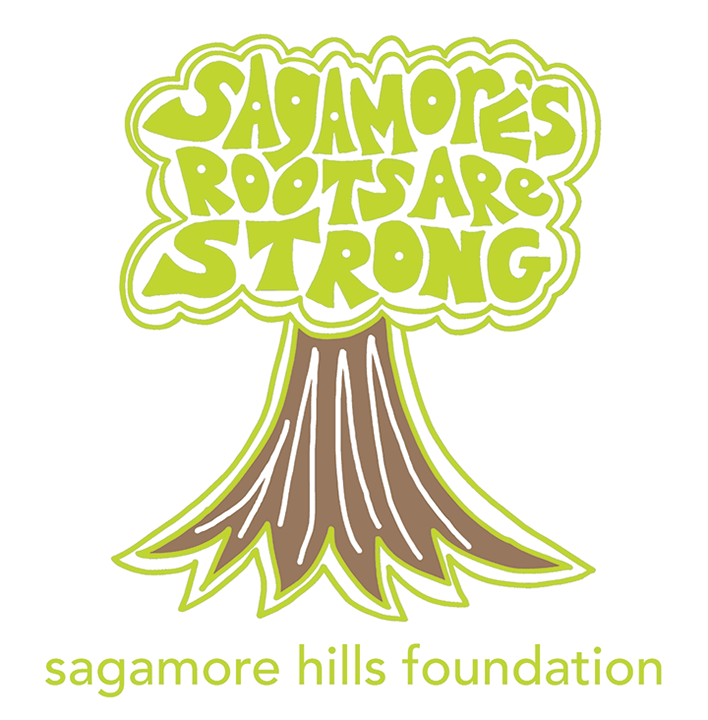 SAGAMORE'S
ROOTS ARE
STRONG
sagamore hills foundation